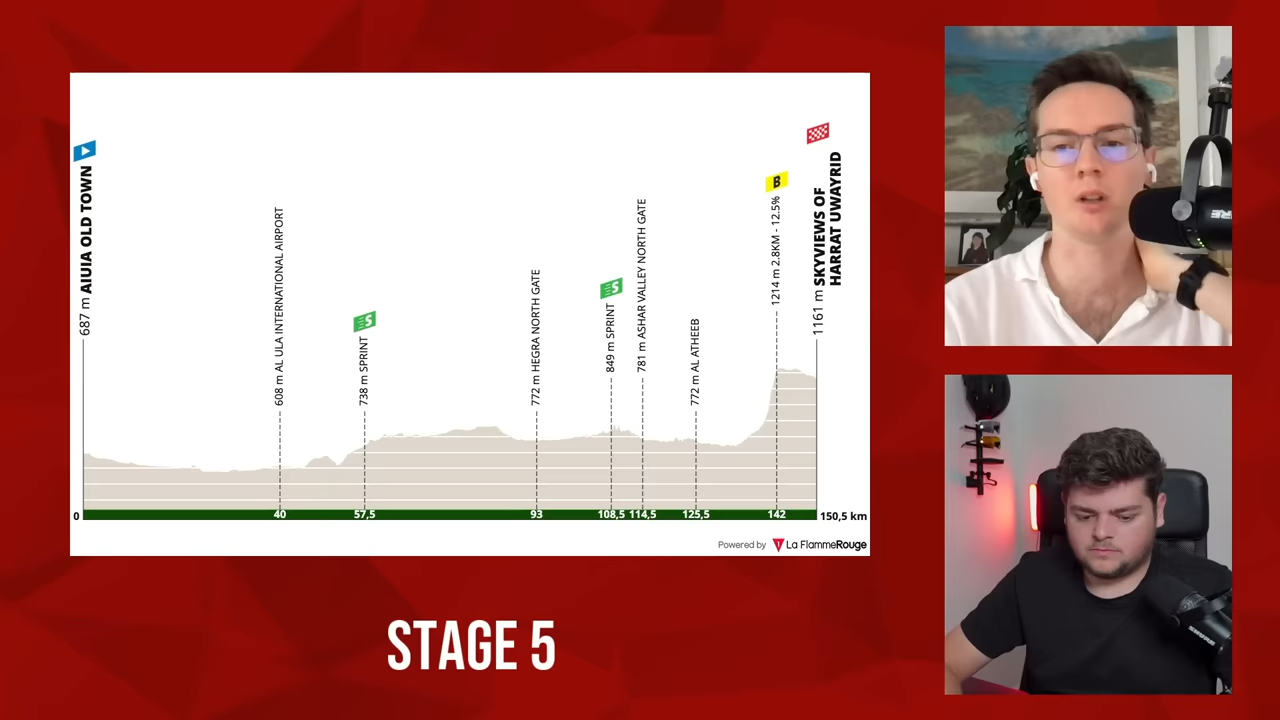 687 m AlUlA OLD TOWN
608 m AL ULA INTERNATIONAL AIRPORT
S
738 m SPRINT
772 m HEGRA NORTH GATE
S
849 m SPRINT
781 m ASHAR VALLEY NORTH GATE
772 m AL ATHEEB
B
1214 m 2.8KM - 12.5%
1161 m SKYVIEWS OF
HARRAT UWAYRID
0 40 57,5 93 108,5 114,5 125,5 142 150,5 km
Powered by La FlammeRouge
STAGE 5